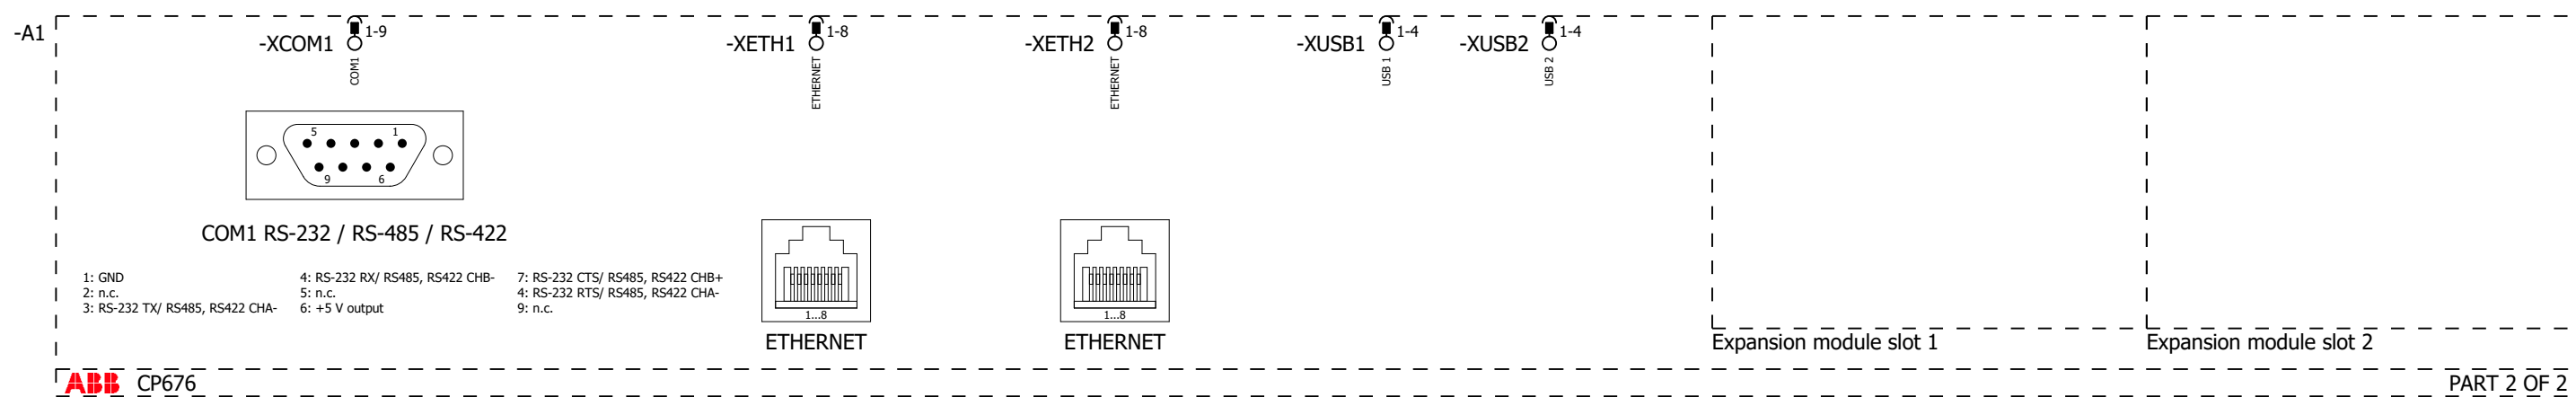 -A1
-XCOM1 1-9
COM1
-XETH1 1-8
ETHERNET
-XETH2 1-8
ETHERNET
-XUSB1 1-4
USB 1
-XUSB2 1-4
USB 2
5 1
9 6
COM1 RS-232 / RS-485 / RS-422
1: GND
2: n.c.
3: RS-232 TX/ RS485, RS422 CHA-
4: RS-232 RX/ RS485, RS422 CHB-
5: n.c.
6: +5 V output
7: RS-232 CTS/ RS485, RS422 CHB+
4: RS-232 RTS/ RS485, RS422 CHA-
9: n.c.
1...8
ETHERNET
1...8
ETHERNET
Expansion module slot 1
Expansion module slot 2
ABB CP676
PART 2 OF 2